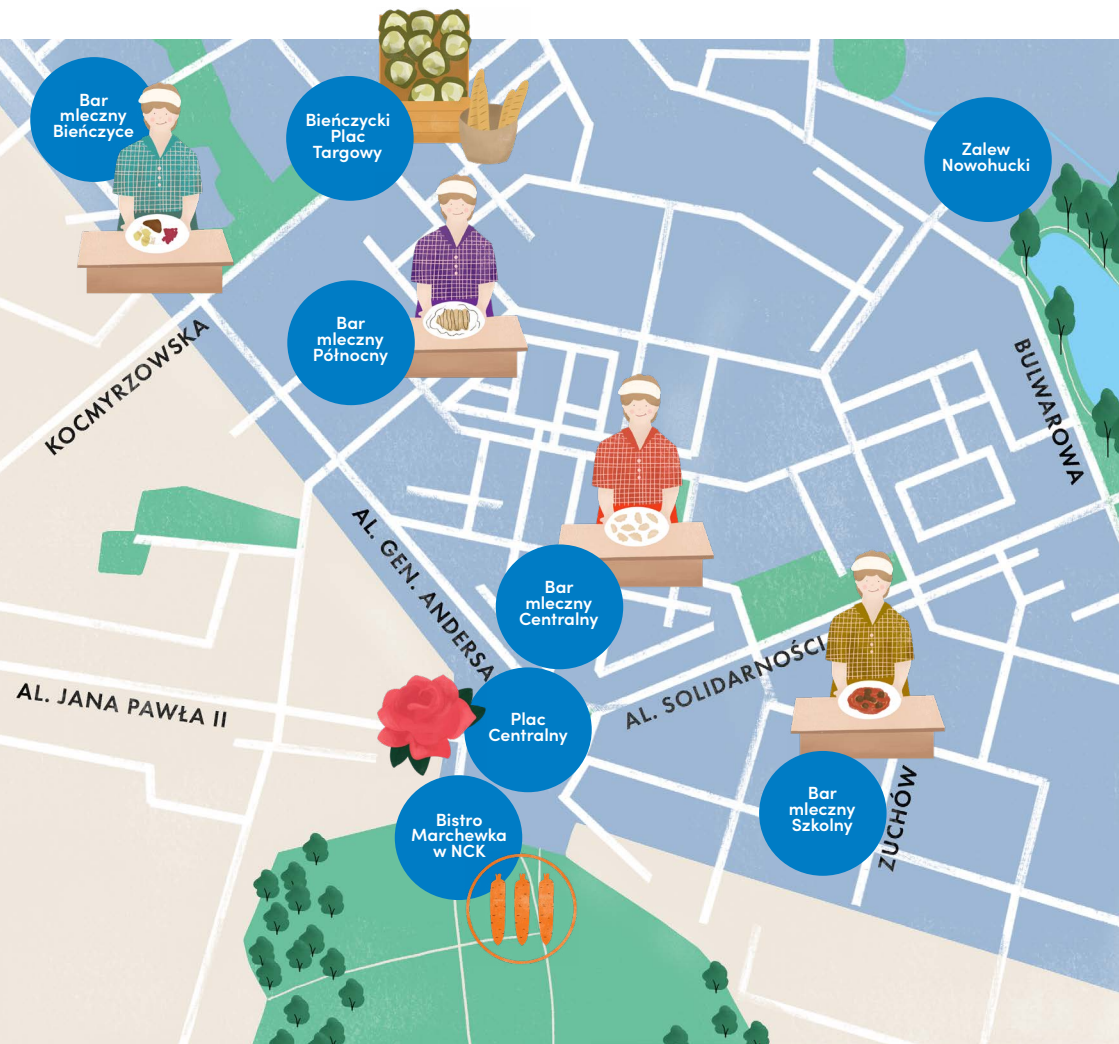 Bar
mleczny
Bieńczyce
Bieńczycki
Plac
Targowy
Zalew
Nowohucki
Bar
mleczny
Północny
KOCMYRZOWSKA
BULWAROWA
AL. GEN. ANDERSA
Bar
mleczny
Centralny
AL. JANA PAWŁA II
AL. SOLIDARNOŚCI
Plac
Centralny
Bistro
Marchewka
w NCK
Bar
mleczny
Szkolny
ZUCHÓW